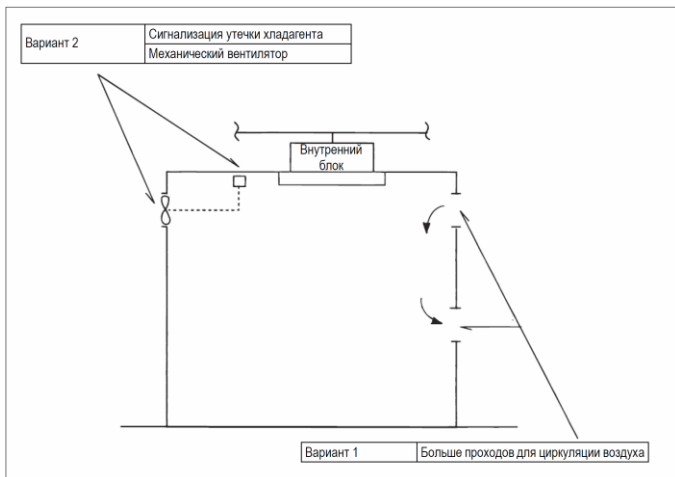 Вариант 2
Сигнализация утечки хладагента
Механический вентилятор
Внутренний
блок
Вариант 1
Больше проходов для циркуляции воздуха